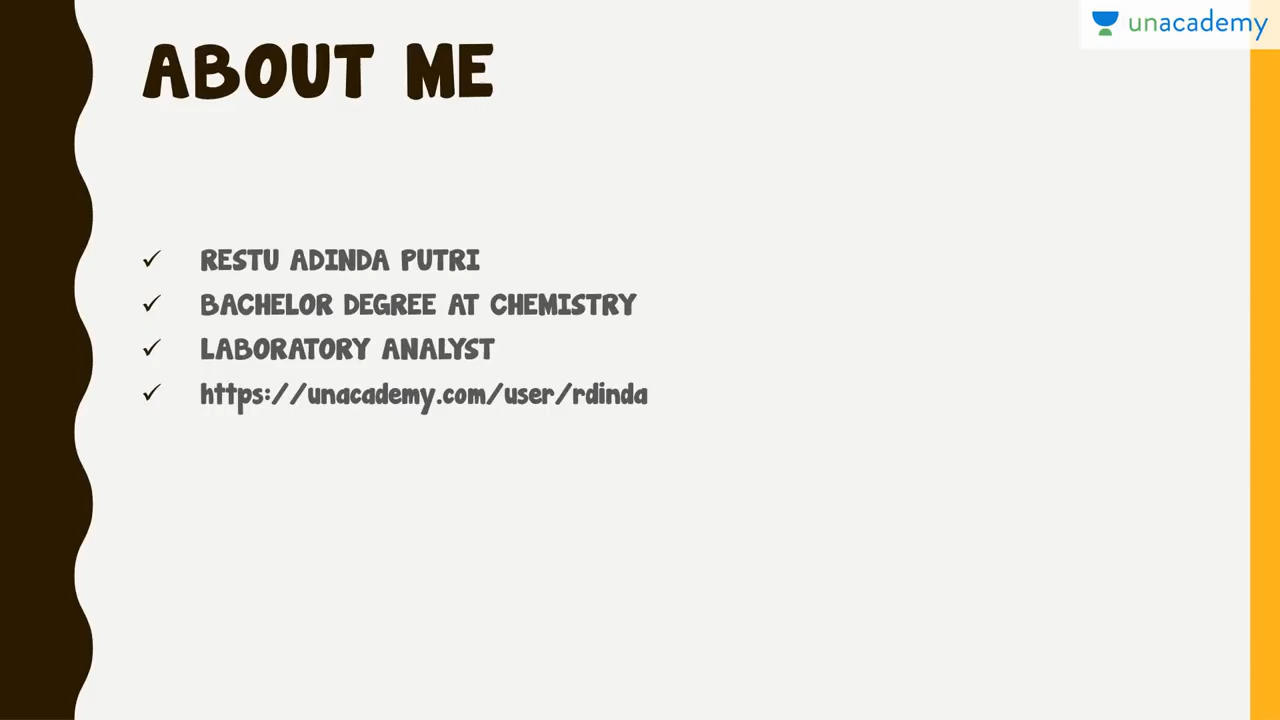 unacademy
ABOUT ME
RESTU ADINDA PUTRI
BACHELOR DEGREE AT CHEMISTRY
LABORATORY ANALYST
https://unacademy.com/user/rdinda